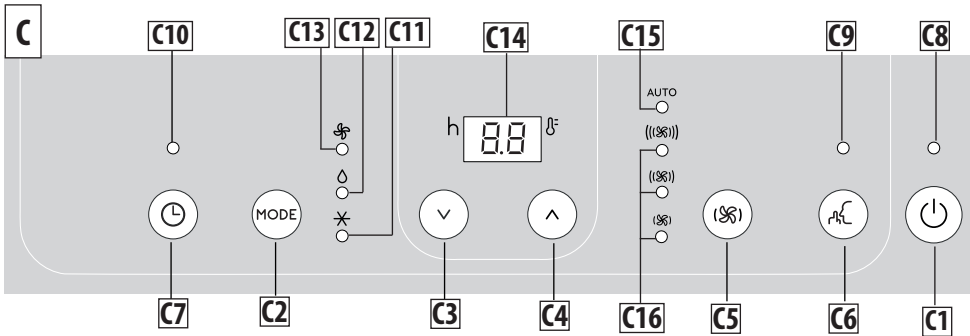 C
C10 C13 C12 C11 C14 C15 C9 C8
AUTO
h 8.8
MODE
C7 C2 C3 C4 C16 C5 C6 C1